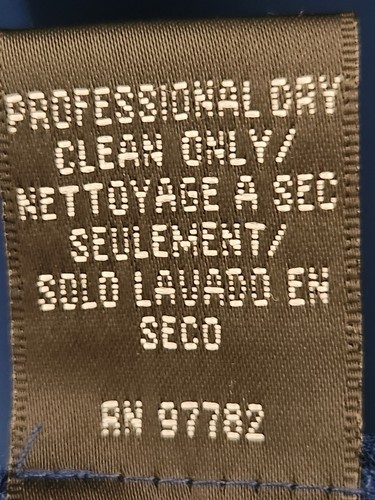 PROFESSIONAL DRY
CLEAN ONLY/
NETTOYAGE A SEC
SEULEMENT/
SOLO LAVADO EN
SECO
RN 97782